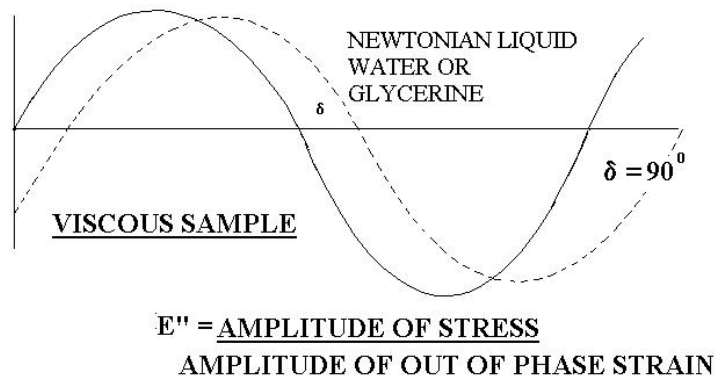 NEWTONIAN LIQUID
WATER OR
GLYCERINE
δ
δ = 90⁰
VISCOUS SAMPLE
E" = AMPLITUDE OF STRESS
AMPLITUDE OF OUT OF PHASE STRAIN